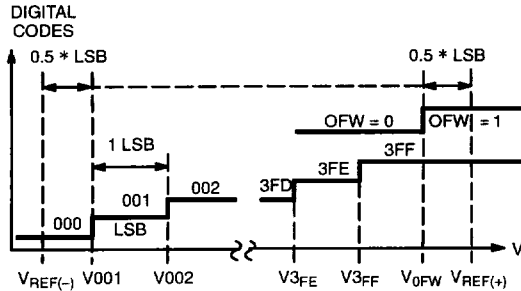 DIGITAL
CODES
0.5 * LSB
0.5 * LSB
1 LSB
OFW = 0
OFW = 1
3FF
3FE
3FD
002
001
000
LSB
V
VREF(-)
V001
V002
V3FE
V3FF
V0FW
VREF(+)